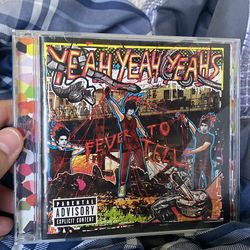 YEAH YEAH YEAHS
FEVER TO
TELL
PARENTAL
ADVISORY
EXPLICIT CONTENT